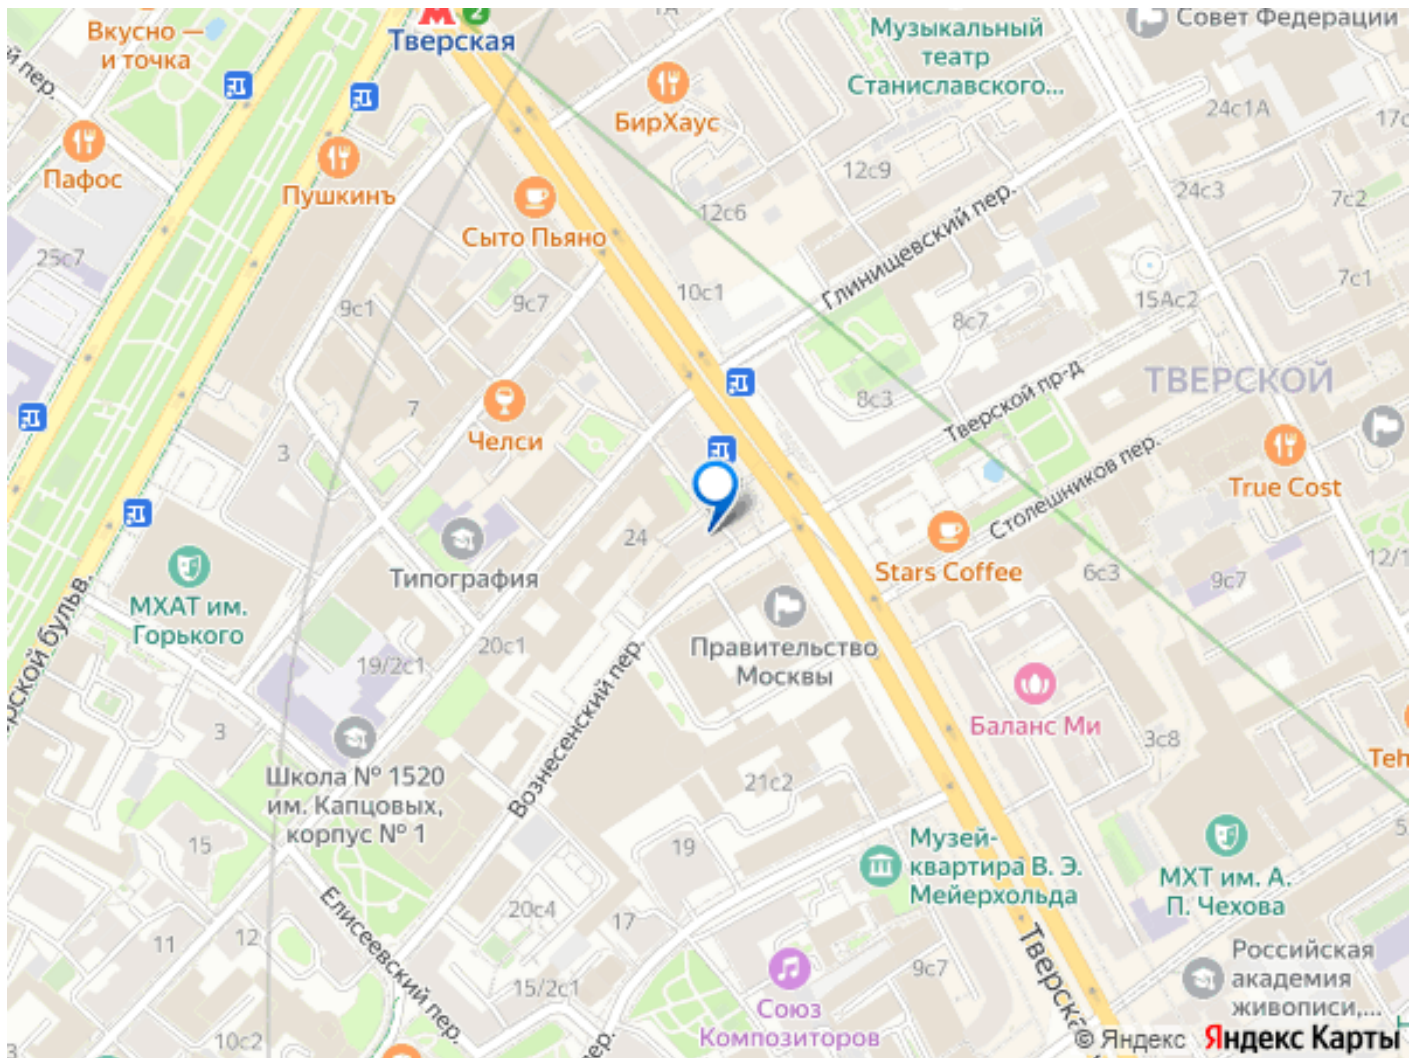 Вкусно —
и точка
2
Тверская
Музыкальный
театр
Станиславского...
Совет Федерации
24с1А
БирХаус
Пафос
Пушкинъ
12с9
24с3
7с2
12с6
Сыто Пьяно
Глинищевский пер.
25с7
9с1
9с7
10с1
15Ас2
7с1
8с7
ТВЕРСКОЙ
7
8с3
Тверской пр-д
Челси
3
Столешников пер.
True Cost
24
Stars Coffee
6с3
9с7
12/1
Типография
МХАТ им.
Горького
Правительство
Москвы
20с1
19/2с1
Вознесенский пер.
Баланс Ми
3с8
3
Школа № 1520
им. Капцовых,
корпус № 1
21с2
15
19
Музей-
квартира В. Э.
Мейерхольда
МХТ им. А.
П. Чехова
Елисеевский пер.
20с4
17
11
12
Тверска
Российская
академия
живописи,...
15/2с1
9с7
Союз
Композиторов
10с2
© Яндекс Яндекс Карты